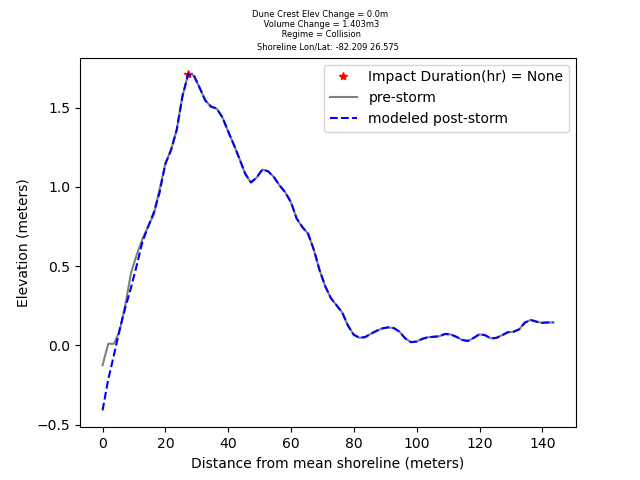 Dune Crest Elev Change = 0.0m
Volume Change = 1.403m3
Regime = Collision
Shoreline Lon/Lat: -82.209 26.575
Impact Duration(hr) = None
pre-storm
modeled post-storm
Elevation (meters)
1.5
1.0
0.5
0.0
−0.5
0 20 40 60 80 100 120 140
Distance from mean shoreline (meters)